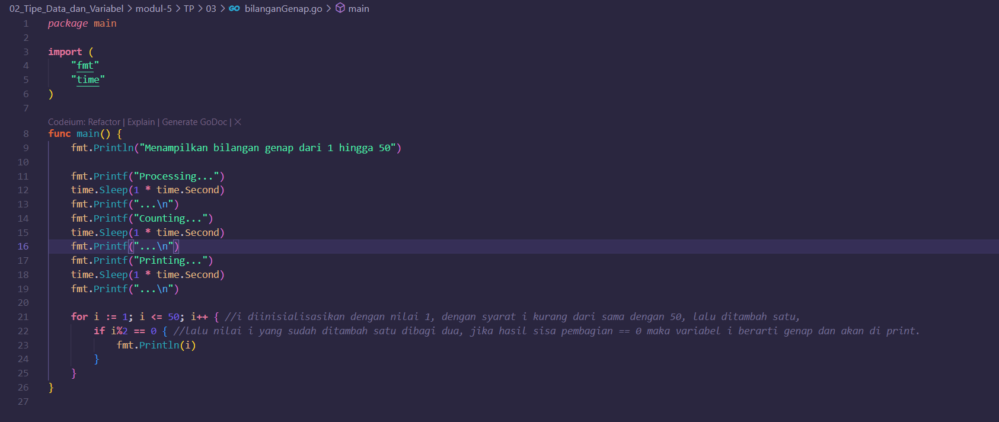 02_Tipe_Data_dan_Variabel > modul-5 > TP > 03 > GO bilanganGenap.go > main
1 package main
2
3 import (
4     "fmt"
5     "time"
6 )
7
Codeium: Refactor | Explain | Generate GoDoc | ×
8 func main() {
9     fmt.Println("Menampilkan bilangan genap dari 1 hingga 50")
10
11     fmt.Printf("Processing...")
12     time.Sleep(1 * time.Second)
13     fmt.Printf("...\n")
14     fmt.Printf("Counting...")
15     time.Sleep(1 * time.Second)
16     fmt.Printf("...\n")
17     fmt.Printf("Printing...")
18     time.Sleep(1 * time.Second)
19     fmt.Printf("...\n")
20
21     for i := 1; i <= 50; i++ { //i diinisialisasikan dengan nilai 1, dengan syarat i kurang dari sama dengan 50, lalu ditambah satu,
22         if i%2 == 0 { //lalu nilai i yang sudah ditambah satu dibagi dua, jika hasil sisa pembagian == 0 maka variabel i berarti genap dan akan di print.
23             fmt.Println(i)
24         }
25     }
26 }
27